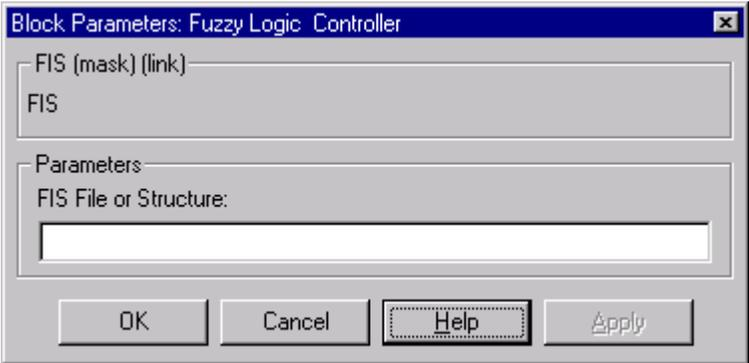 Block Parameters: Fuzzy Logic  Controller
FIS (mask) (link)
FIS
Parameters
FIS File or Structure:
OK Cancel Help Apply